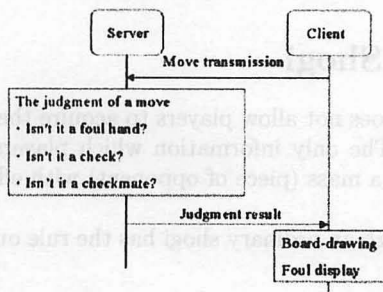 Server
Client
Move transmission
The judgment of a move
· Isn't it a foul hand?
· Isn't it a check?
· Isn't it a checkmate?
Judgment result
Board-drawing
Foul display